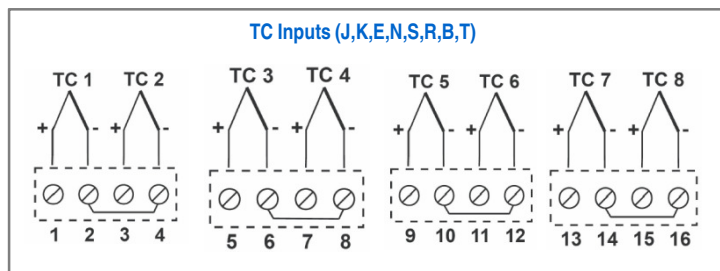 TC Inputs (J,K,E,N,S,R,B,T)
TC 1 TC 2 TC 3 TC 4 TC 5 TC 6 TC 7 TC 8
+ - + - + - + - + - + - + - + -
1 2 3 4 5 6 7 8 9 10 11 12 13 14 15 16